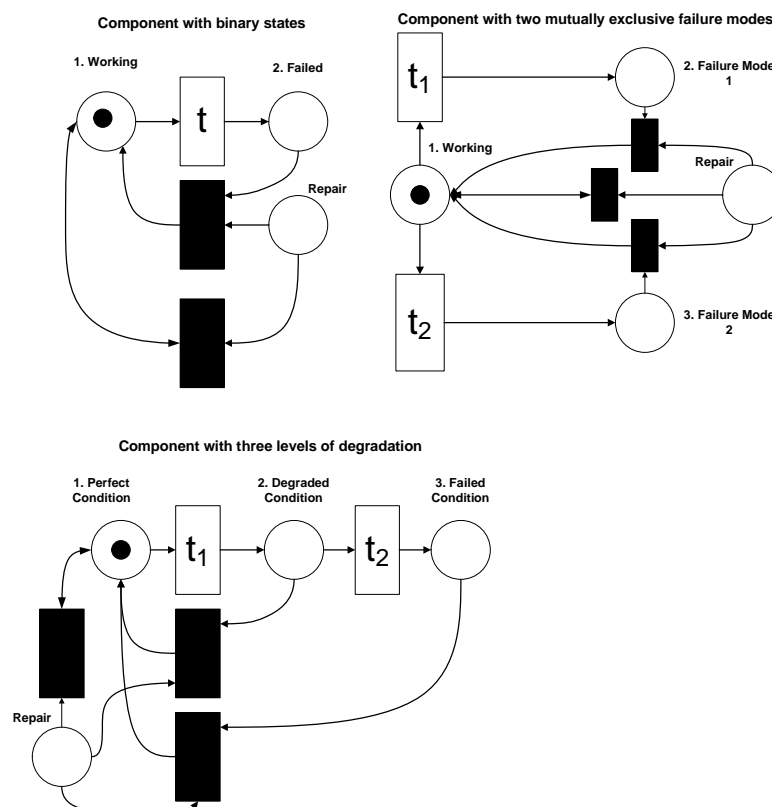 Component with binary states
1. Working
2. Failed
t
Repair
Component with two mutually exclusive failure modes
t1
2. Failure Mode
1
1. Working
Repair
t2
3. Failure Mode
2
Component with three levels of degradation
1. Perfect
Condition
2. Degraded
Condition
3. Failed
Condition
t1
t2
Repair